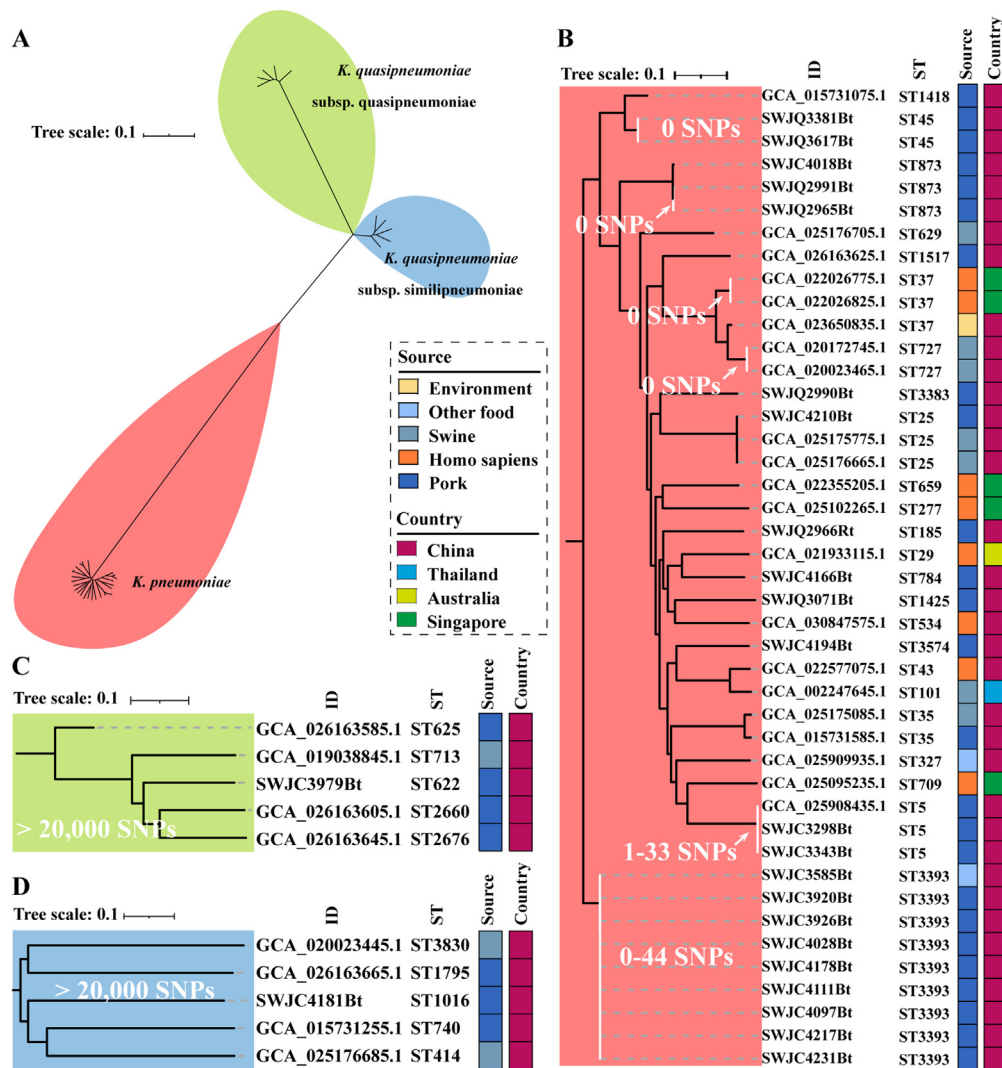 A
K. quasipneumoniae
subsp. quasipneumoniae
Tree scale: 0.1
K. quasipneumoniae
subsp. similipneumoniae
K. pneumoniae
Source
Environment
Other food
Swine
Homo sapiens
Pork
Country
China
Thailand
Australia
Singapore
B
Tree scale: 0.1
ID
ST
Source
Country
GCA_015731075.1 ST1418
SWJQ3381Bt ST45
0 SNPs
SWJQ3617Bt ST45
SWJC4018Bt ST873
SWJQ2991Bt ST873
SWJQ2965Bt ST873
0 SNPs
GCA_025176705.1 ST629
GCA_026163625.1 ST1517
GCA_022026775.1 ST37
GCA_022026825.1 ST37
0 SNPs
GCA_023650835.1 ST37
GCA_020172745.1 ST727
GCA_020023465.1 ST727
0 SNPs
SWJQ2990Bt ST3383
SWJC4210Bt ST25
GCA_025175775.1 ST25
GCA_025176665.1 ST25
GCA_022355205.1 ST659
GCA_025102265.1 ST277
SWJQ2966Rt ST185
GCA_021933115.1 ST29
SWJC4166Bt ST784
SWJQ3071Bt ST1425
GCA_030847575.1 ST534
SWJC4194Bt ST3574
GCA_022577075.1 ST43
GCA_002247645.1 ST101
GCA_025175085.1 ST35
GCA_015731585.1 ST35
GCA_025909935.1 ST327
GCA_025095235.1 ST709
GCA_025908435.1 ST5
SWJC3298Bt ST5
1-33 SNPs
SWJC3343Bt ST5
SWJC3585Bt ST3393
SWJC3920Bt ST3393
SWJC3926Bt ST3393
SWJC4028Bt ST3393
0-44 SNPs
SWJC4178Bt ST3393
SWJC4111Bt ST3393
SWJC4097Bt ST3393
SWJC4217Bt ST3393
SWJC4231Bt ST3393
C
Tree scale: 0.1
ID
ST
Source
Country
GCA_026163585.1 ST625
GCA_019038845.1 ST713
SWJC3979Bt ST622
GCA_026163605.1 ST2660
> 20,000 SNPs
GCA_026163645.1 ST2676
D
Tree scale: 0.1
ID
ST
Source
Country
GCA_020023445.1 ST3830
GCA_026163665.1 ST1795
> 20,000 SNPs
SWJC4181Bt ST1016
GCA_015731255.1 ST740
GCA_025176685.1 ST414